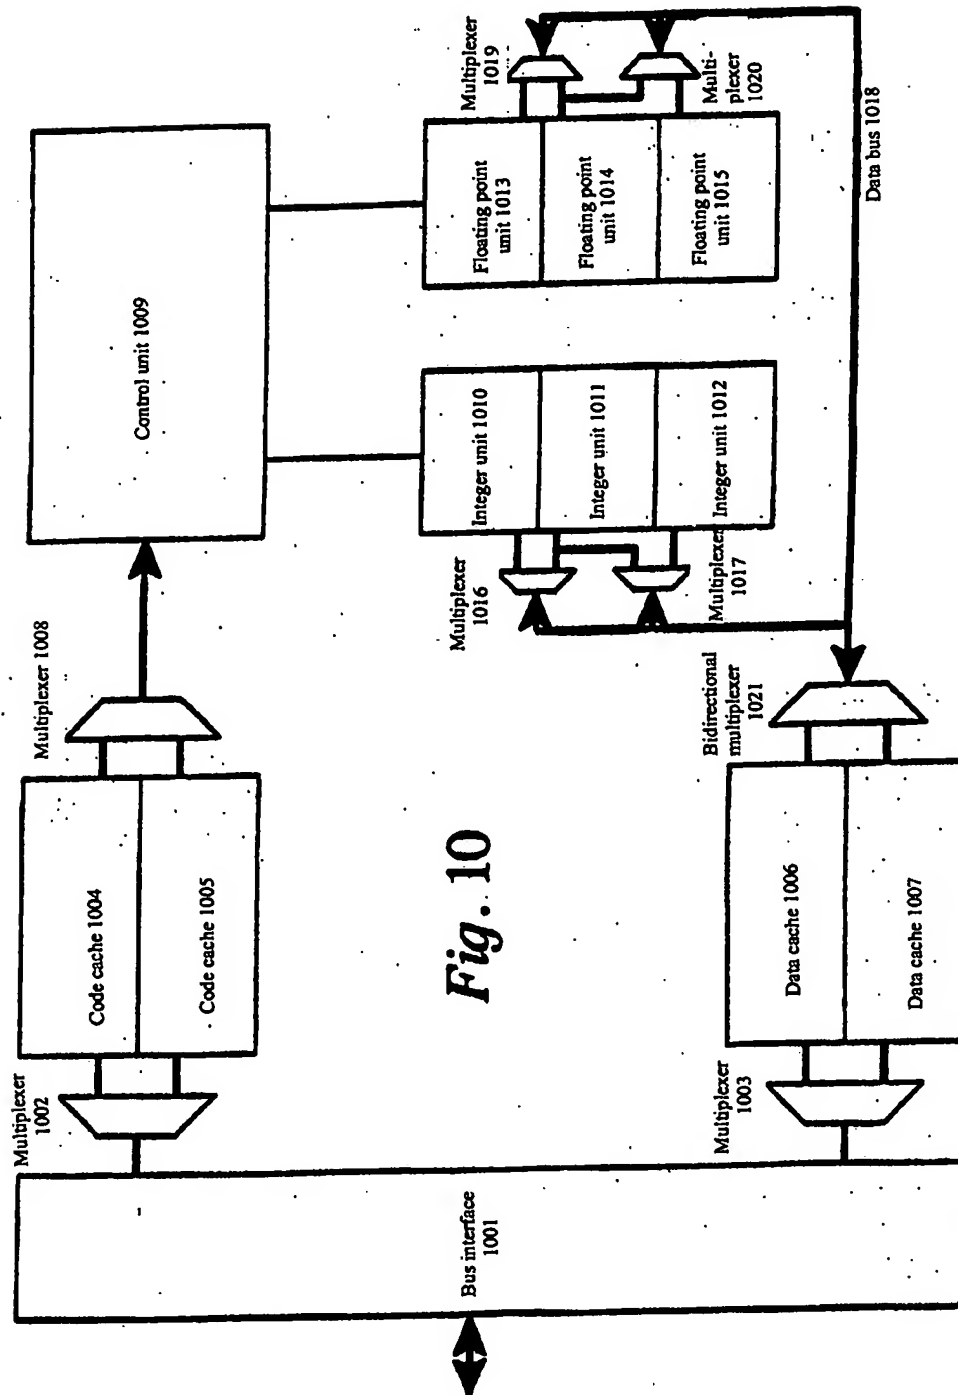 Multiplexer
1002
Code cache 1004
Code cache 1005
Multiplexer 1008
Control unit 1009
Bus interface
1001
Fig. 10
Multiplexer
1016
Integer unit 1010
Integer unit 1011
Integer unit 1012
Multiplexer
1017
Multiplexer
1019
Floating point
unit 1013
Floating point
unit 1014
Floating point
unit 1015
Multi-
plexer
1020
Multiplexer
1003
Data cache 1006
Data cache 1007
Bidirectional
multiplexer
1021
Data bus 1018